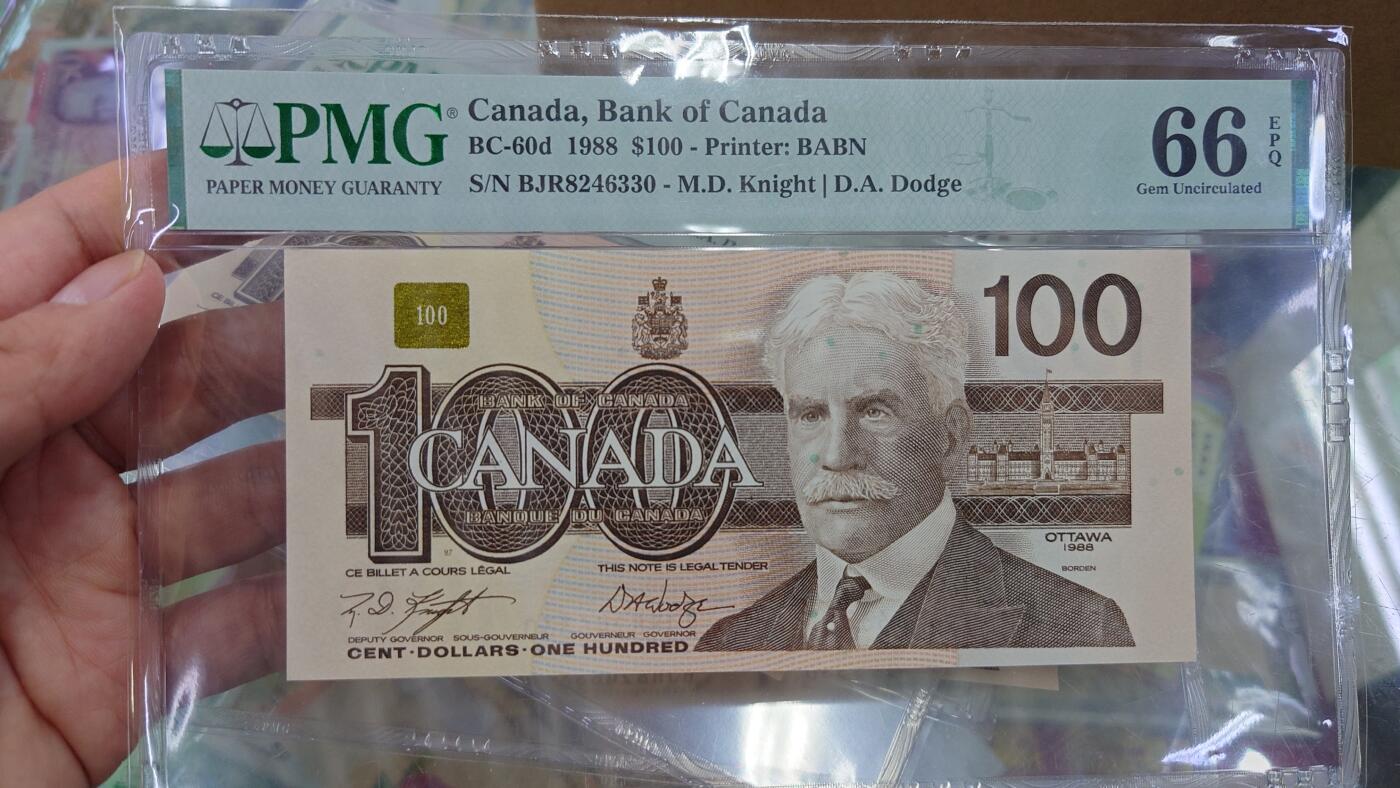 PMG®
PAPER MONEY GUARANTY
Canada, Bank of Canada
BC-60d 1988 $100 - Printer: BABN
S/N BJR8246330 - M.D. Knight | D.A. Dodge
66
EPQ
Gem Uncirculated
100
100
100
BANK OF CANADA
CANADA
BANQUE DU CANADA
OTTAWA
1988
BORDEN
87
CE BILLET A COURS LÉGAL
THIS NOTE IS LEGAL TENDER
DEPUTY GOVERNOR SOUS-GOUVERNEUR
GOUVERNEUR GOVERNOR
CENT·DOLLARS·ONE HUNDRED